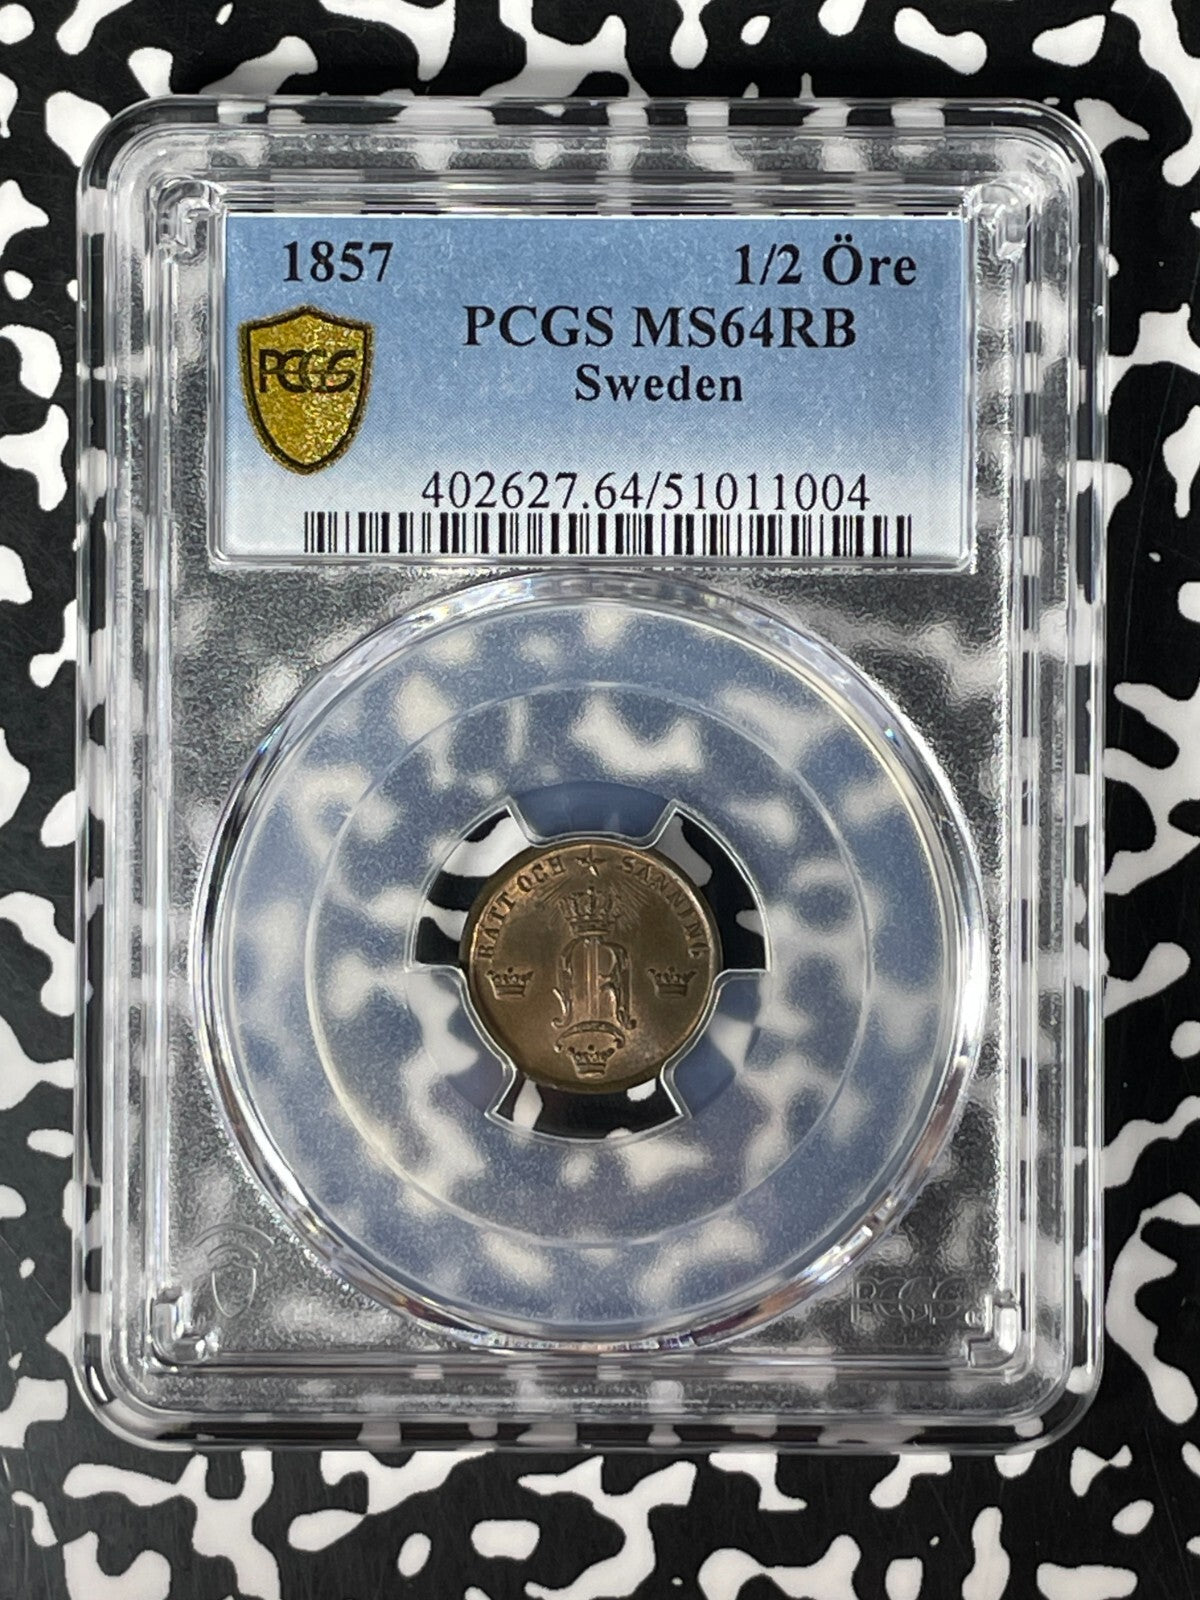 1857 1/2 Öre
PCGS MS64RB
PCGS
Sweden
402627.64/51011004
RÄTT OCH SANNING
PCGS